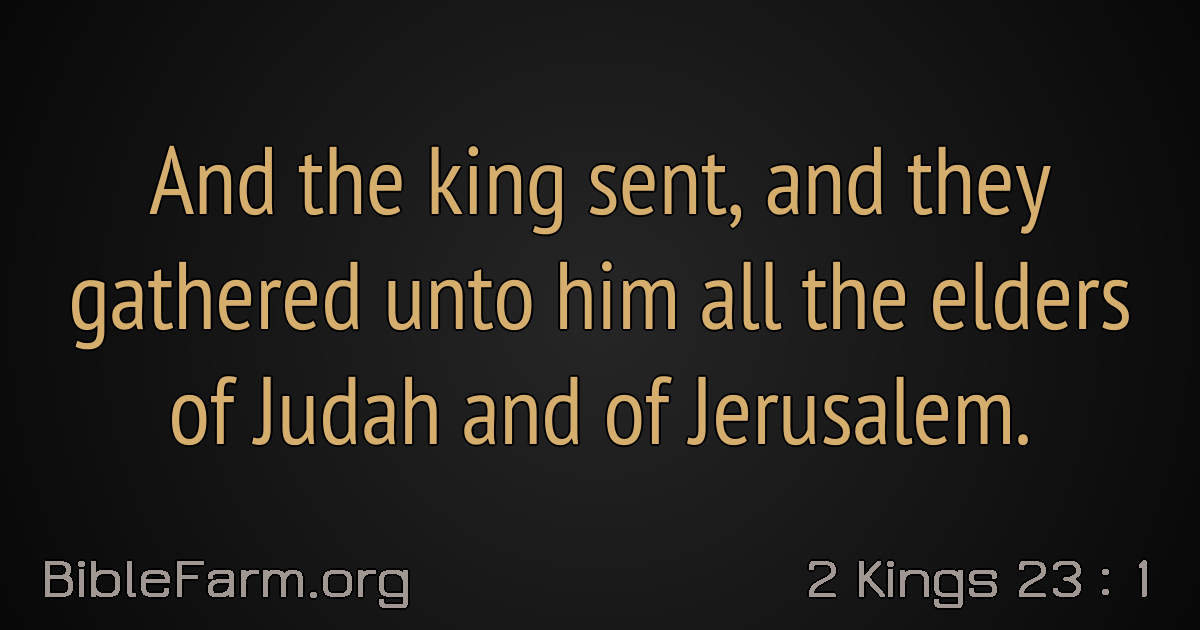 And the king sent, and they
gathered unto him all the elders
of Judah and of Jerusalem.
BibleFarm.org
2 Kings 23 : 1